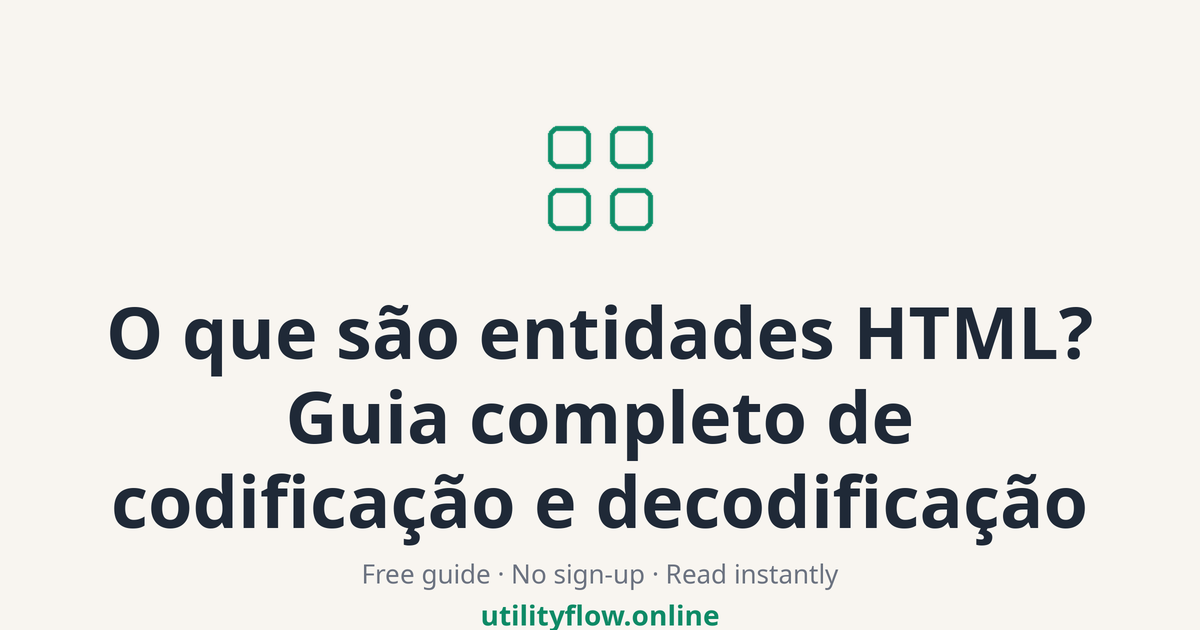 O que são entidades HTML?
Guia completo de
codificação e decodificação
Free guide · No sign-up · Read instantly
utilityflow.online